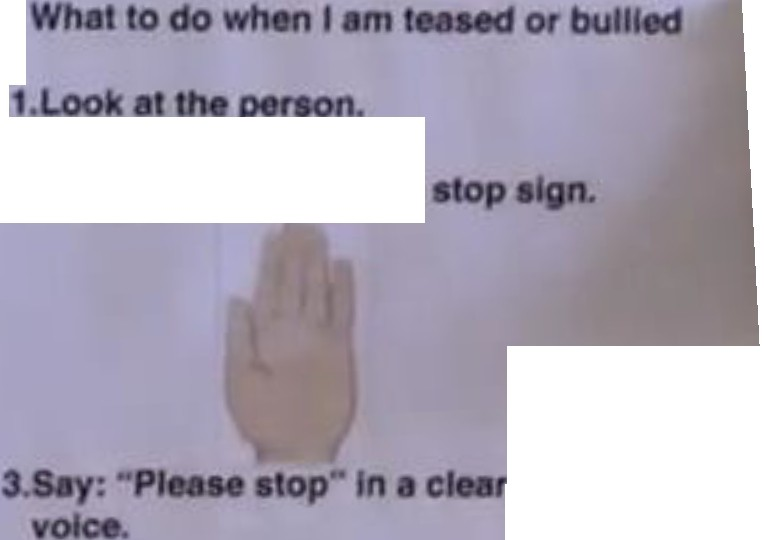 What to do when I am teased or bullied
1.Look at the person.
stop sign.
3.Say: “Please stop“ in a clear
voice.